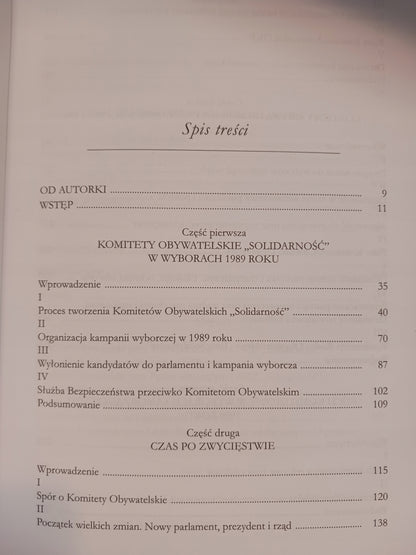 Spis treści
OD AUTORKI 9
WSTĘP 11
Część pierwsza
KOMITETY OBYWATELSKIE „SOLIDARNOŚĆ”
W WYBORACH 1989 ROKU
Wprowadzenie 35
I
Proces tworzenia Komitetów Obywatelskich „Solidarność” 40
II
Organizacja kampanii wyborczej w 1989 roku 70
III
Wyłonienie kandydatów do parlamentu i kampania wyborcza 87
IV
Służba Bezpieczeństwa przeciwko Komitetom Obywatelskim 102
Podsumowanie 109
Część druga
CZAS PO ZWYCIĘSTWIE
Wprowadzenie 115
I
Spór o Komitety Obywatelskie 120
II
Początek wielkich zmian. Nowy parlament, prezydent i rząd 138